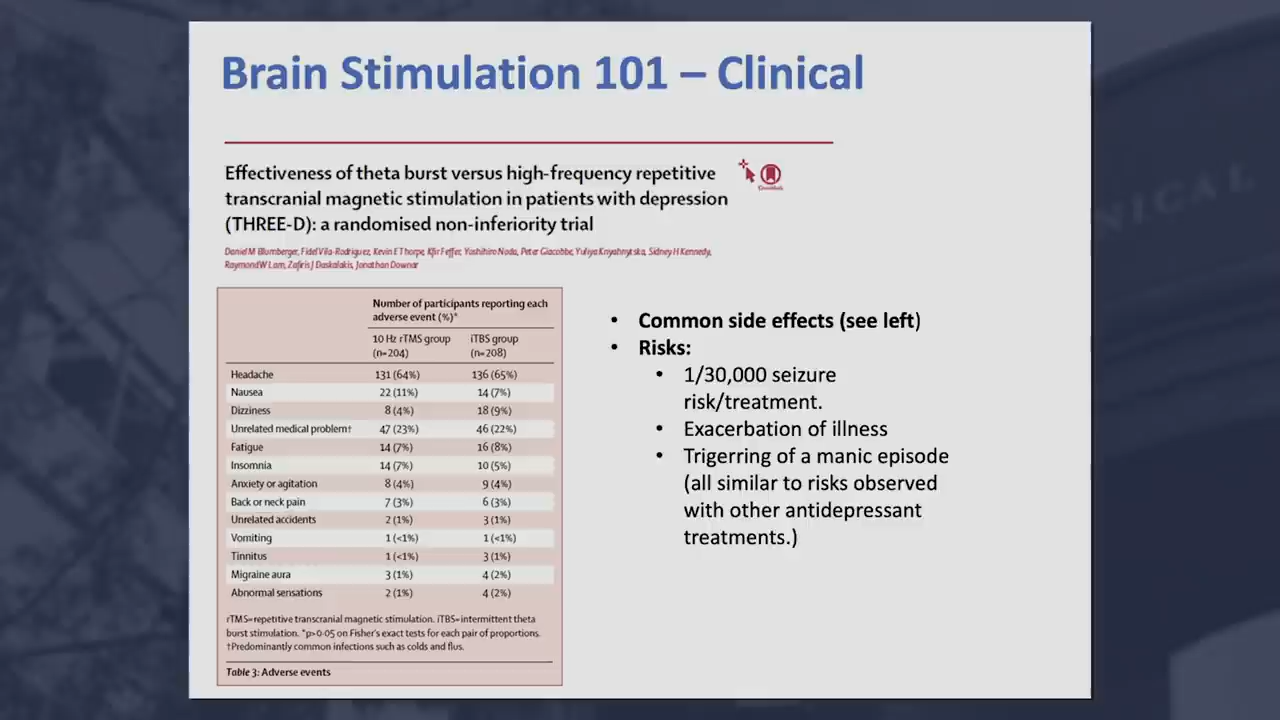 Brain Stimulation 101 – Clinical
Effectiveness of theta burst versus high-frequency repetitive
transcranial magnetic stimulation in patients with depression
(THREE-D): a randomised non-inferiority trial
Daniel M Blumberger, Fidel Vila-Rodriguez, Kevin E Thorpe, Kfir Feffer, Yoshihiro Noda, Peter Giacobbe, Yuliya Knyahnytska, Sidney H Kennedy,
Raymond W Lam, Zafiris J Daskalakis, Jonathan Downar
Number of participants reporting each
adverse event (%)*
10 Hz rTMS group iTBS group
(n=204) (n=208)
Headache 131 (64%) 136 (65%)
Nausea 22 (11%) 14 (7%)
Dizziness 8 (4%) 18 (9%)
Unrelated medical problem† 47 (23%) 46 (22%)
Fatigue 14 (7%) 16 (8%)
Insomnia 14 (7%) 10 (5%)
Anxiety or agitation 8 (4%) 9 (4%)
Back or neck pain 7 (3%) 6 (3%)
Unrelated accidents 2 (1%) 3 (1%)
Vomiting 1 (<1%) 1 (<1%)
Tinnitus 1 (<1%) 3 (1%)
Migraine aura 3 (1%) 4 (2%)
Abnormal sensations 2 (1%) 4 (2%)
rTMS=repetitive transcranial magnetic stimulation. iTBS=intermittent theta
burst stimulation. *p>0·05 on Fisher's exact tests for each pair of proportions.
†Predominantly common infections such as colds and flus.
Table 3: Adverse events
• Common side effects (see left)
• Risks:
• 1/30,000 seizure
risk/treatment.
• Exacerbation of illness
• Trigerring of a manic episode
(all similar to risks observed
with other antidepressant
treatments.)
NICAL